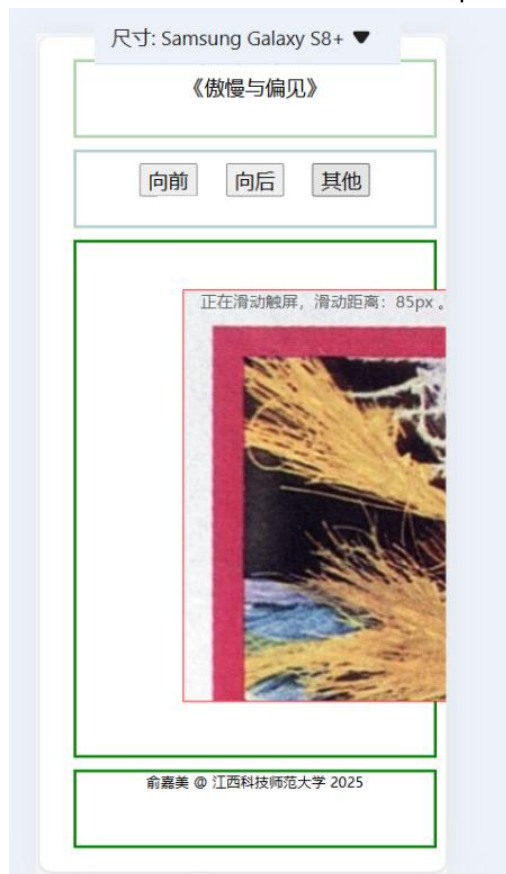 尺寸: Samsung Galaxy S8+ ▼
《傲慢与偏见》
向前 向后 其他
正在滑动触屏，滑动距离：85px 。
俞嘉美 @ 江西科技师范大学 2025